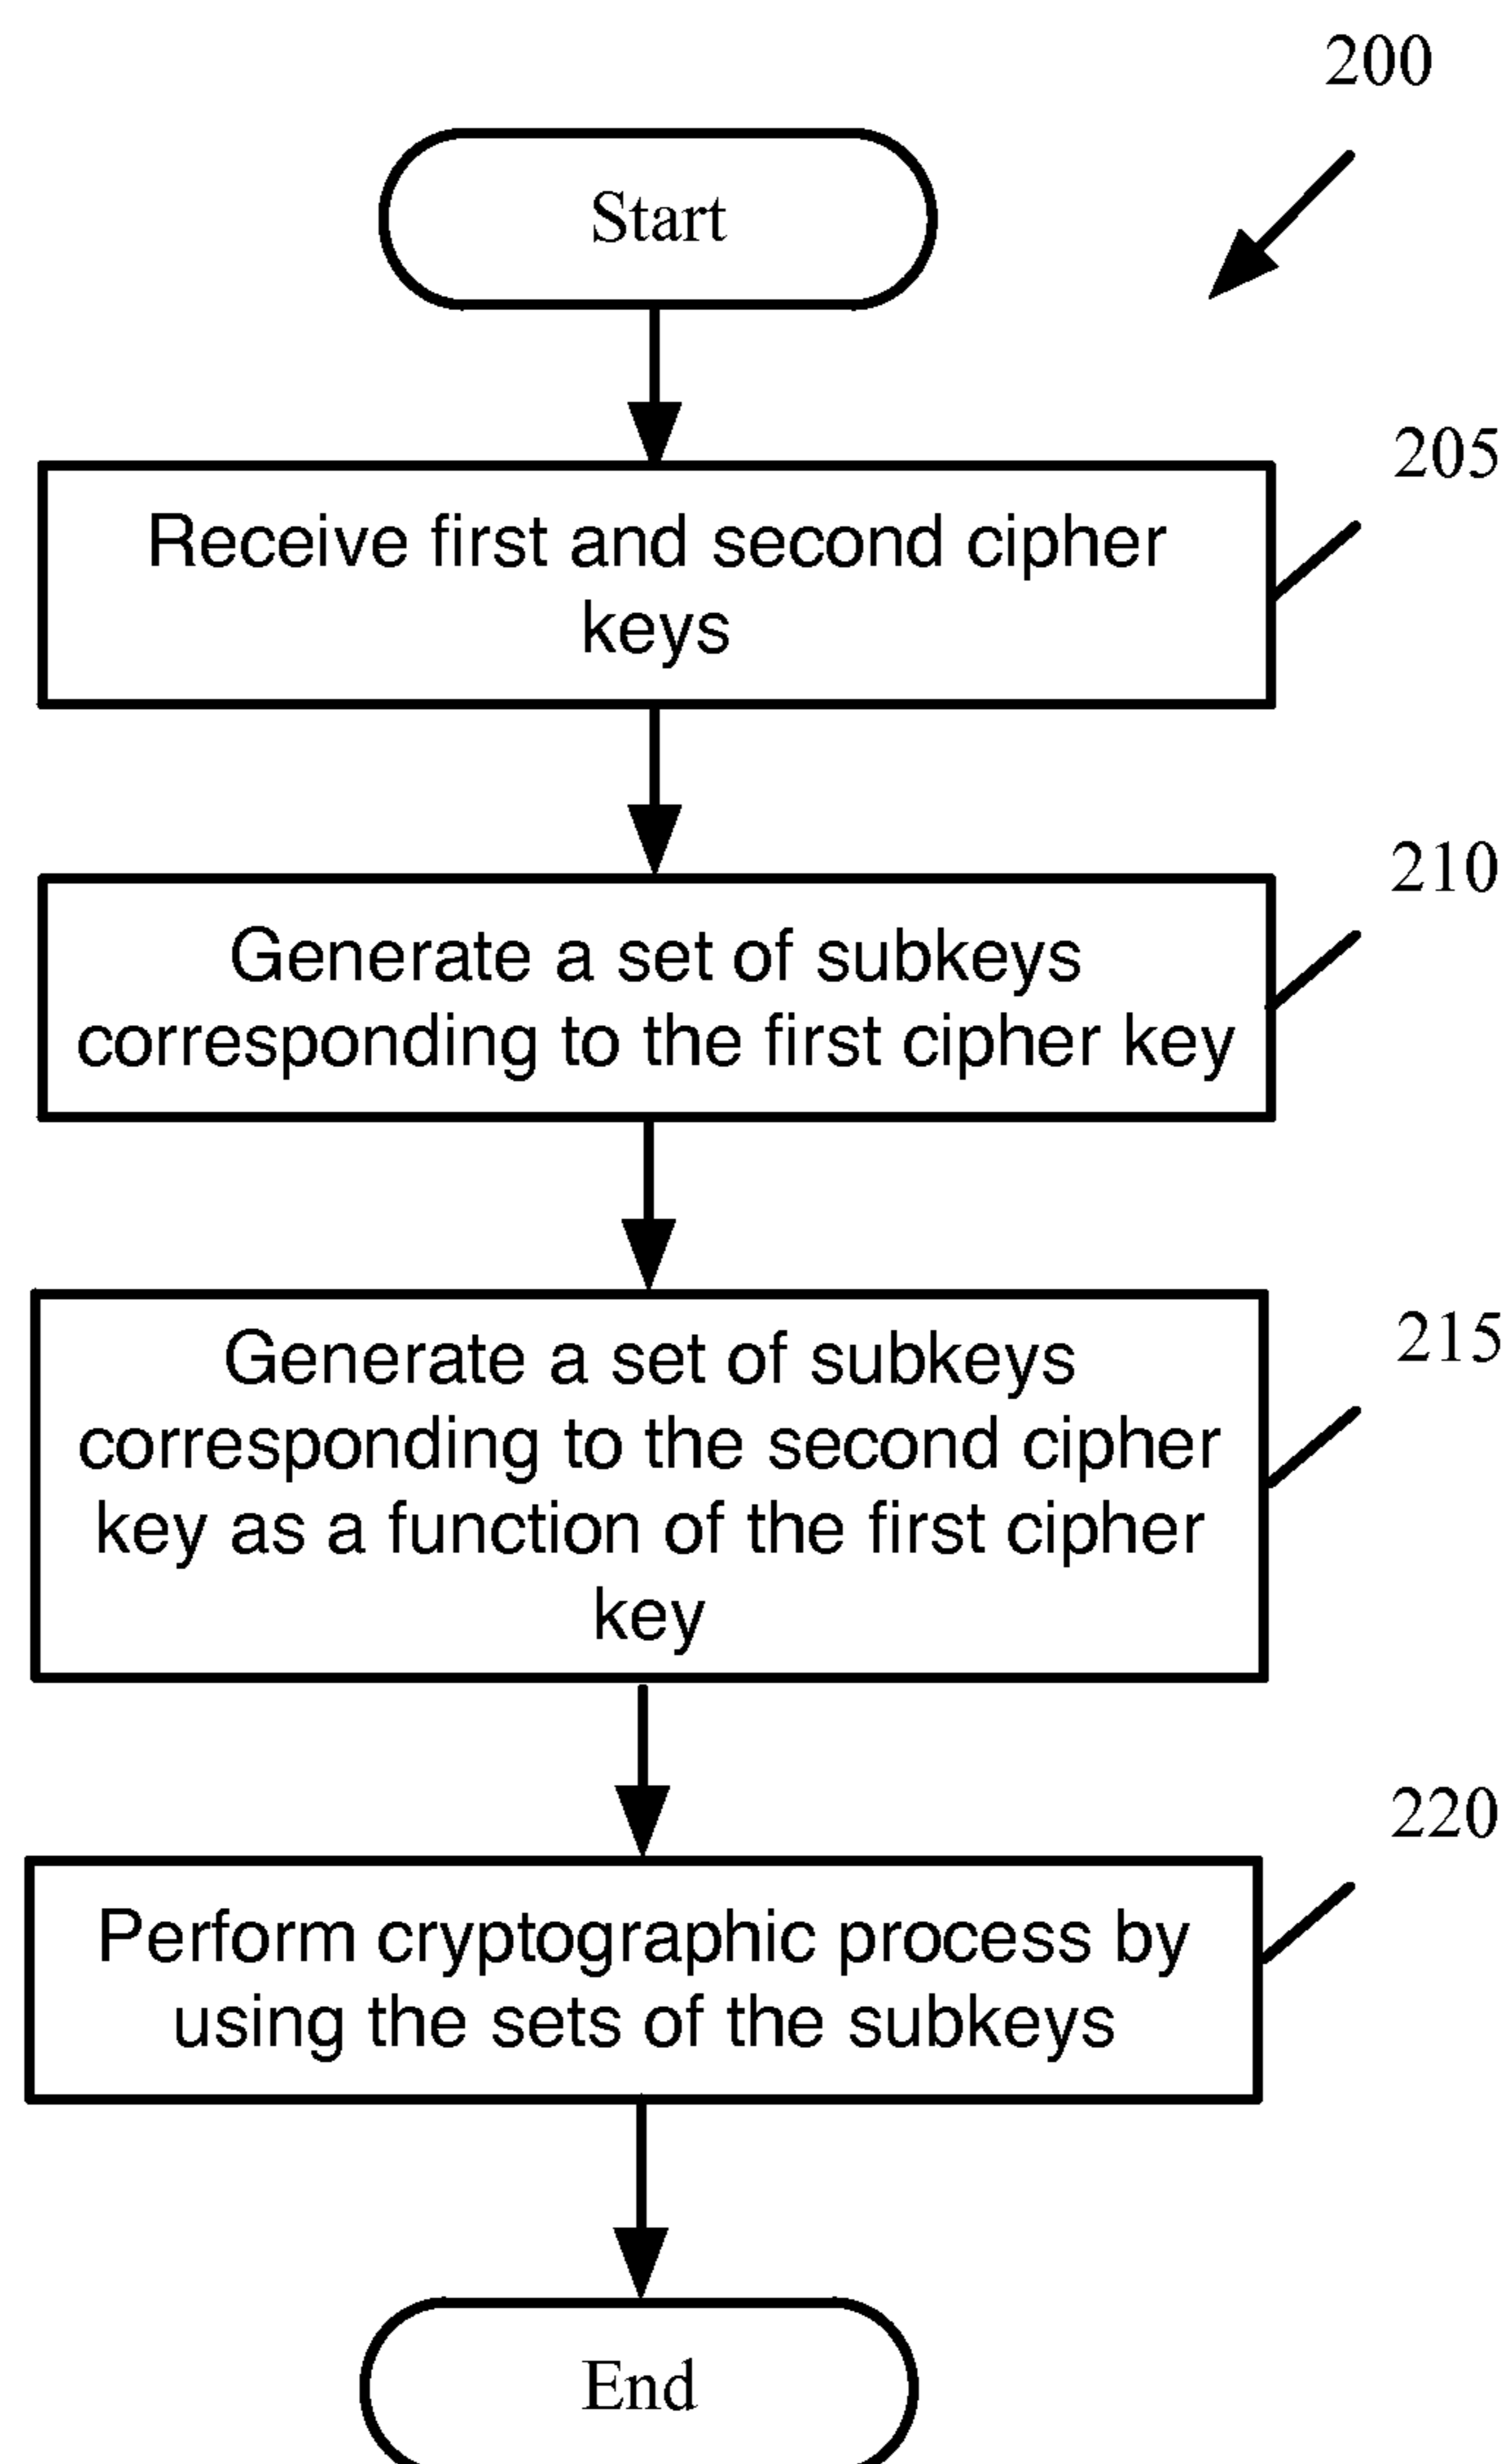 200
Start
205
Receive first and second cipher
keys
210
Generate a set of subkeys
corresponding to the first cipher key
215
Generate a set of subkeys
corresponding to the second cipher
key as a function of the first cipher
key
220
Perform cryptographic process by
using the sets of the subkeys
End